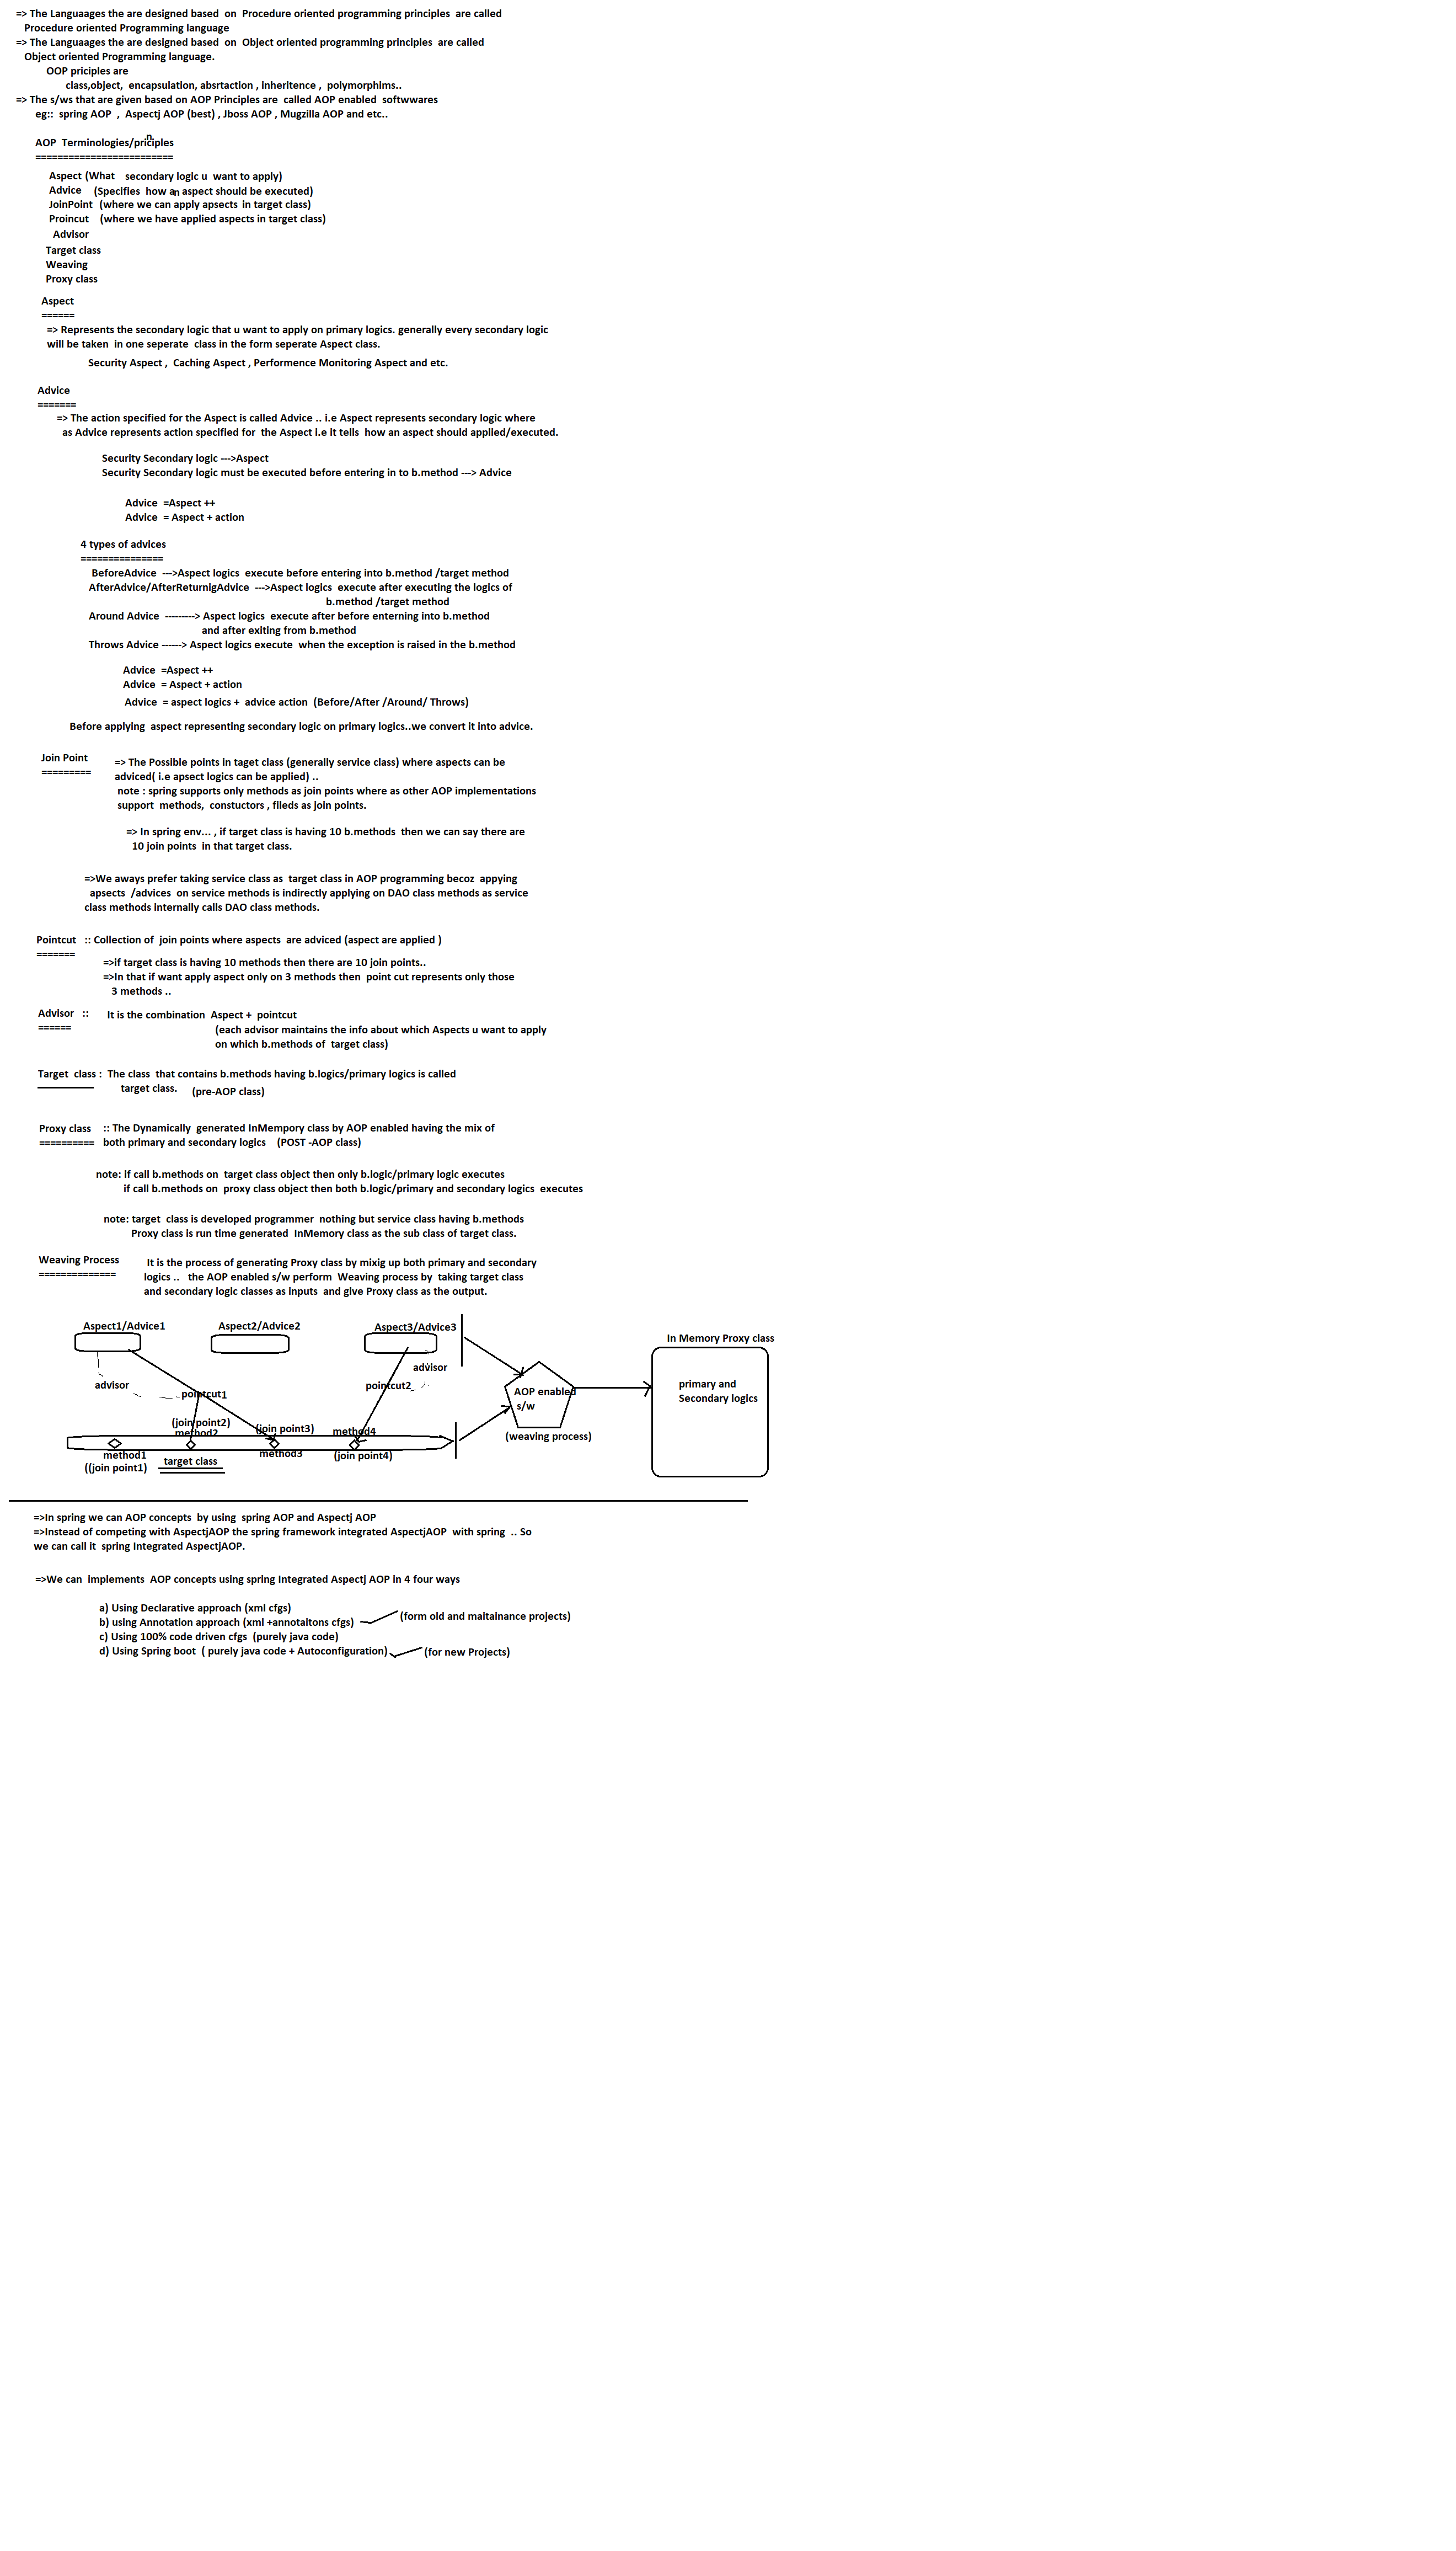 => The Languaages the are designed based on Procedure oriented programming principles are called
Procedure oriented Programming language
=> The Languaages the are designed based on Object oriented programming principles are called
Object oriented Programming language.
OOP priciples are
class,object, encapsulation, absrtaction , inheritence , polymorphims..
=> The s/ws that are given based on AOP Principles are called AOP enabled softwwares
eg:: spring AOP , Aspectj AOP (best) , Jboss AOP , Mugzilla AOP and etc..
n
AOP Terminologies/priciples
=========================
Aspect (What secondary logic u want to apply)
Advice (Specifies how an aspect should be executed)
JoinPoint (where we can apply apsects in target class)
Proincut (where we have applied aspects in target class)
Advisor
Target class
Weaving
Proxy class
Aspect
======
=> Represents the secondary logic that u want to apply on primary logics. generally every secondary logic
will be taken in one seperate class in the form seperate Aspect class.
Security Aspect , Caching Aspect , Performence Monitoring Aspect and etc.
Advice
=======
=> The action specified for the Aspect is called Advice .. i.e Aspect represents secondary logic where
as Advice represents action specified for the Aspect i.e it tells how an aspect should applied/executed.
Security Secondary logic --->Aspect
Security Secondary logic must be executed before entering in to b.method ---> Advice
Advice =Aspect ++
Advice = Aspect + action
4 types of advices
===============
BeforeAdvice --->Aspect logics execute before entering into b.method /target method
AfterAdvice/AfterReturnigAdvice --->Aspect logics execute after executing the logics of
b.method /target method
Around Advice ---------> Aspect logics execute after before enterning into b.method
and after exiting from b.method
Throws Advice ------> Aspect logics execute when the exception is raised in the b.method
Advice =Aspect ++
Advice = Aspect + action
Advice = aspect logics + advice action (Before/After /Around/ Throws)
Before applying aspect representing secondary logic on primary logics..we convert it into advice.
Join Point
=========
=> The Possible points in taget class (generally service class) where aspects can be
adviced( i.e apsect logics can be applied) ..
note : spring supports only methods as join points where as other AOP implementations
support methods, constuctors , fileds as join points.
=> In spring env... , if target class is having 10 b.methods then we can say there are
10 join points in that target class.
=>We aways prefer taking service class as target class in AOP programming becoz appying
apsects /advices on service methods is indirectly applying on DAO class methods as service
class methods internally calls DAO class methods.
Pointcut :: Collection of join points where aspects are adviced (aspect are applied )
=======
=>if target class is having 10 methods then there are 10 join points..
=>In that if want apply aspect only on 3 methods then point cut represents only those
3 methods ..
Advisor :: It is the combination Aspect + pointcut
======
(each advisor maintains the info about which Aspects u want to apply
on which b.methods of target class)
Target class : The class that contains b.methods having b.logics/primary logics is called
target class. (pre-AOP class)
Proxy class :: The Dynamically generated InMempory class by AOP enabled having the mix of
========== both primary and secondary logics (POST -AOP class)
note: if call b.methods on target class object then only b.logic/primary logic executes
if call b.methods on proxy class object then both b.logic/primary and secondary logics executes
note: target class is developed programmer nothing but service class having b.methods
Proxy class is run time generated InMemory class as the sub class of target class.
Weaving Process
==============
It is the process of generating Proxy class by mixig up both primary and secondary
logics .. the AOP enabled s/w perform Weaving process by taking target class
and secondary logic classes as inputs and give Proxy class as the output.
Aspect1/Advice1 Aspect2/Advice2 Aspect3/Advice3
In Memory Proxy class
advisor
advisor
pointcut2
pointcut1
AOP enabled
s/w
(weaving process)
primary and
Secondary logics
(join point2) (join point3)
method2 method4
method1 method3 (join point4)
((join point1) target class
=>In spring we can AOP concepts by using spring AOP and Aspectj AOP
=>Instead of competing with AspectjAOP the spring framework integrated AspectjAOP with spring .. So
we can call it spring Integrated AspectjAOP.
=>We can implements AOP concepts using spring Integrated Aspectj AOP in 4 four ways
a) Using Declarative approach (xml cfgs)
b) using Annotation approach (xml +annotaitons cfgs) (form old and maitainance projects)
c) Using 100% code driven cfgs (purely java code)
d) Using Spring boot ( purely java code + Autoconfiguration) (for new Projects)